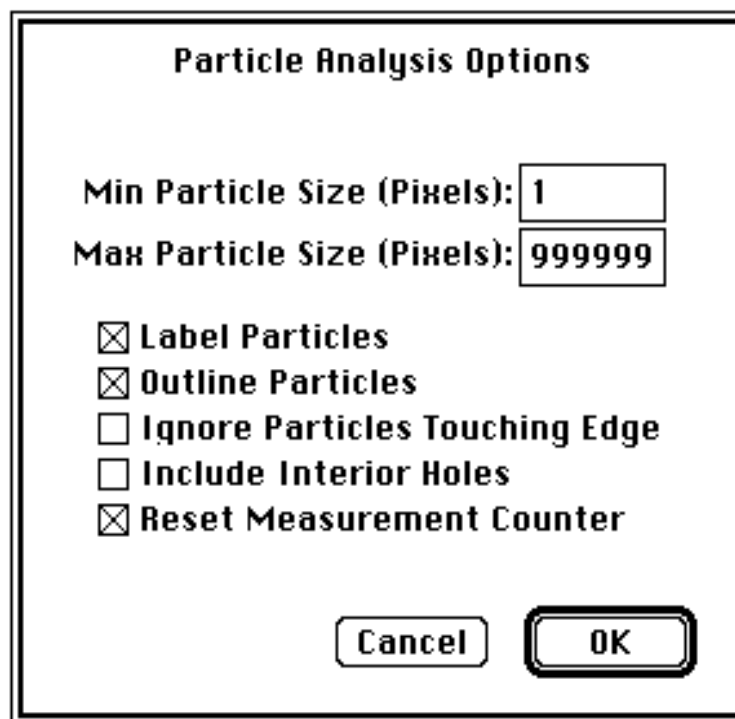 Particle Analysis Options
Min Particle Size (Pixels): 1
Max Particle Size (Pixels): 999999
Label Particles
Outline Particles
Ignore Particles Touching Edge
Include Interior Holes
Reset Measurement Counter
Cancel OK